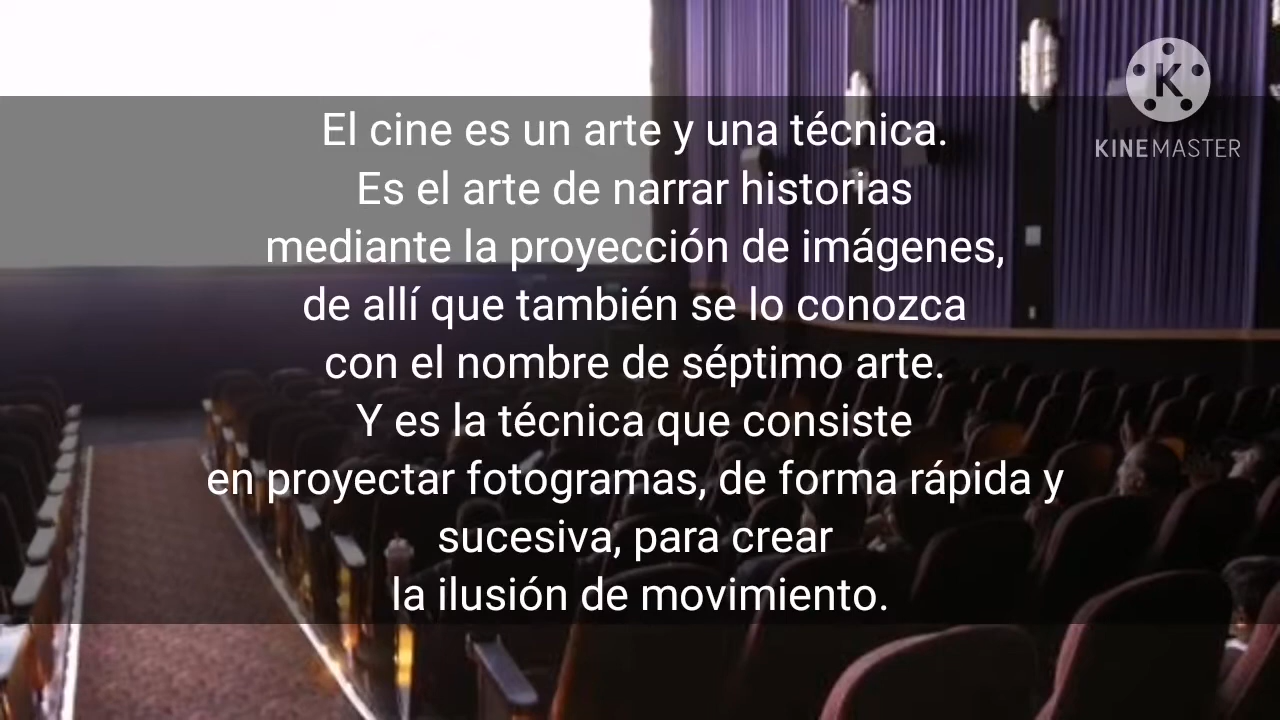 El cine es un arte y una técnica.
Es el arte de narrar historias
mediante la proyección de imágenes,
de allí que también se lo conozca
con el nombre de séptimo arte.
Y es la técnica que consiste
en proyectar fotogramas, de forma rápida y
sucesiva, para crear
la ilusión de movimiento.
K
KINEMASTER